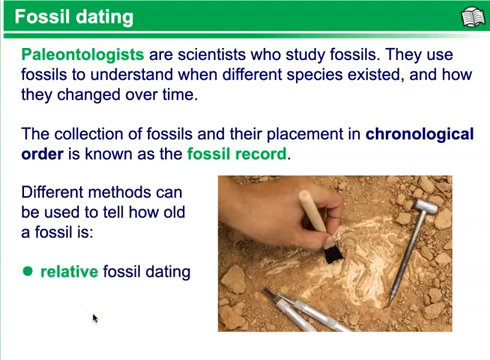 Fossil dating
Paleontologists are scientists who study fossils. They use
fossils to understand when different species existed, and how
they changed over time.
The collection of fossils and their placement in chronological
order is known as the fossil record.
Different methods can
be used to tell how old
a fossil is:
● relative fossil dating